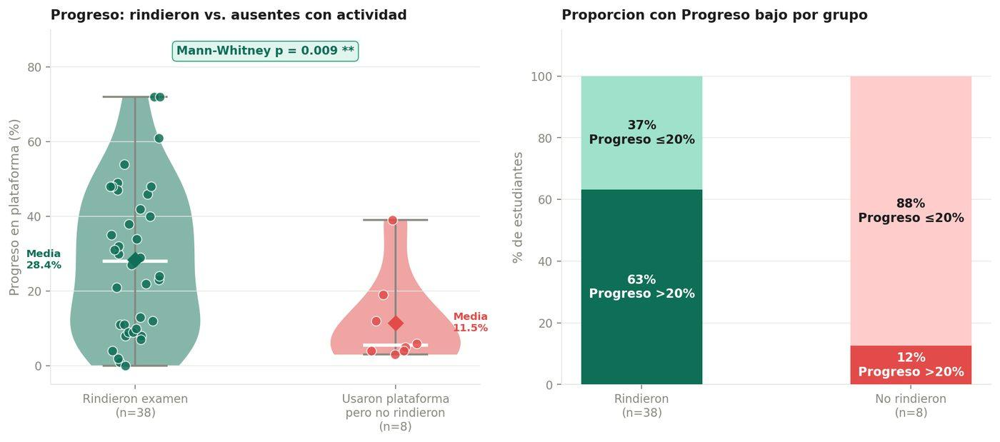 Progreso: rindieron vs. ausentes con actividad
Mann-Whitney p = 0.009 **
Progreso en plataforma (%)
80
60
40
20
0
Media
28.4%
Media
11.5%
Rindieron examen
(n=38)
Usaron plataforma
pero no rindieron
(n=8)
Proporcion con Progreso bajo por grupo
% de estudiantes
100
80
60
40
20
0
37%
Progreso ≤20%
63%
Progreso >20%
88%
Progreso ≤20%
12%
Progreso >20%
Rindieron
(n=38)
No rindieron
(n=8)